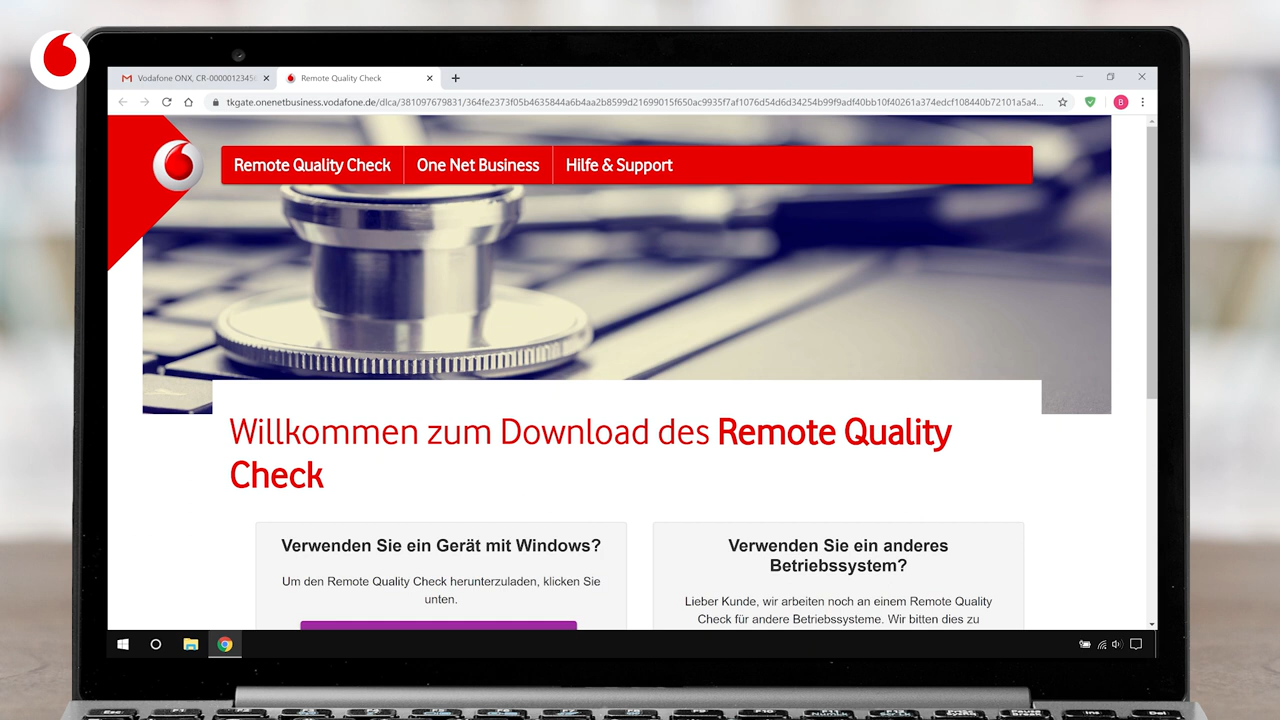 Vodafone ONX, CR-00000123456
Remote Quality Check
tkgate.onenetbusiness.vodafone.de/dlca/381097679831/364fe2373f05b4635844a6b4aa2b8599d21699015f650ac9935f7af1076d54d6d34254b99f9adf40bb10f40261a374edcf108440b72101a5a4...
B
Remote Quality Check
One Net Business
Hilfe & Support
Willkommen zum Download des Remote Quality
Check
Verwenden Sie ein Gerät mit Windows?
Um den Remote Quality Check herunterzuladen, klicken Sie
unten.
Verwenden Sie ein anderes
Betriebssystem?
Lieber Kunde, wir arbeiten noch an einem Remote Quality
Check für andere Betriebssysteme. Wir bitten dies zu